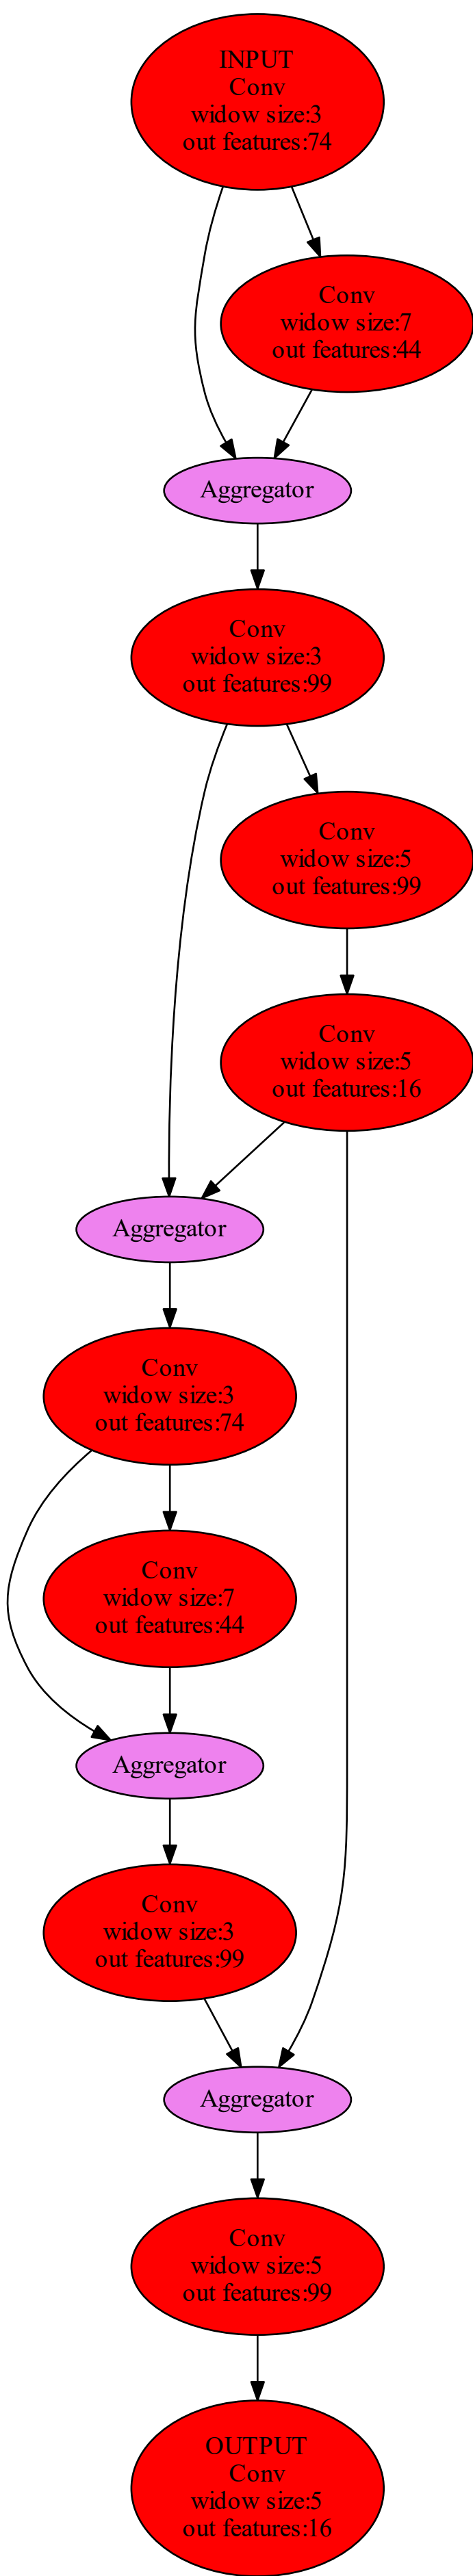 INPUT
Conv
widow size:3
out features:74
Conv
widow size:7
out features:44
Aggregator
Conv
widow size:3
out features:99
Conv
widow size:5
out features:99
Conv
widow size:5
out features:16
Aggregator
Conv
widow size:3
out features:74
Conv
widow size:7
out features:44
Aggregator
Conv
widow size:3
out features:99
Aggregator
Conv
widow size:5
out features:99
OUTPUT
Conv
widow size:5
out features:16